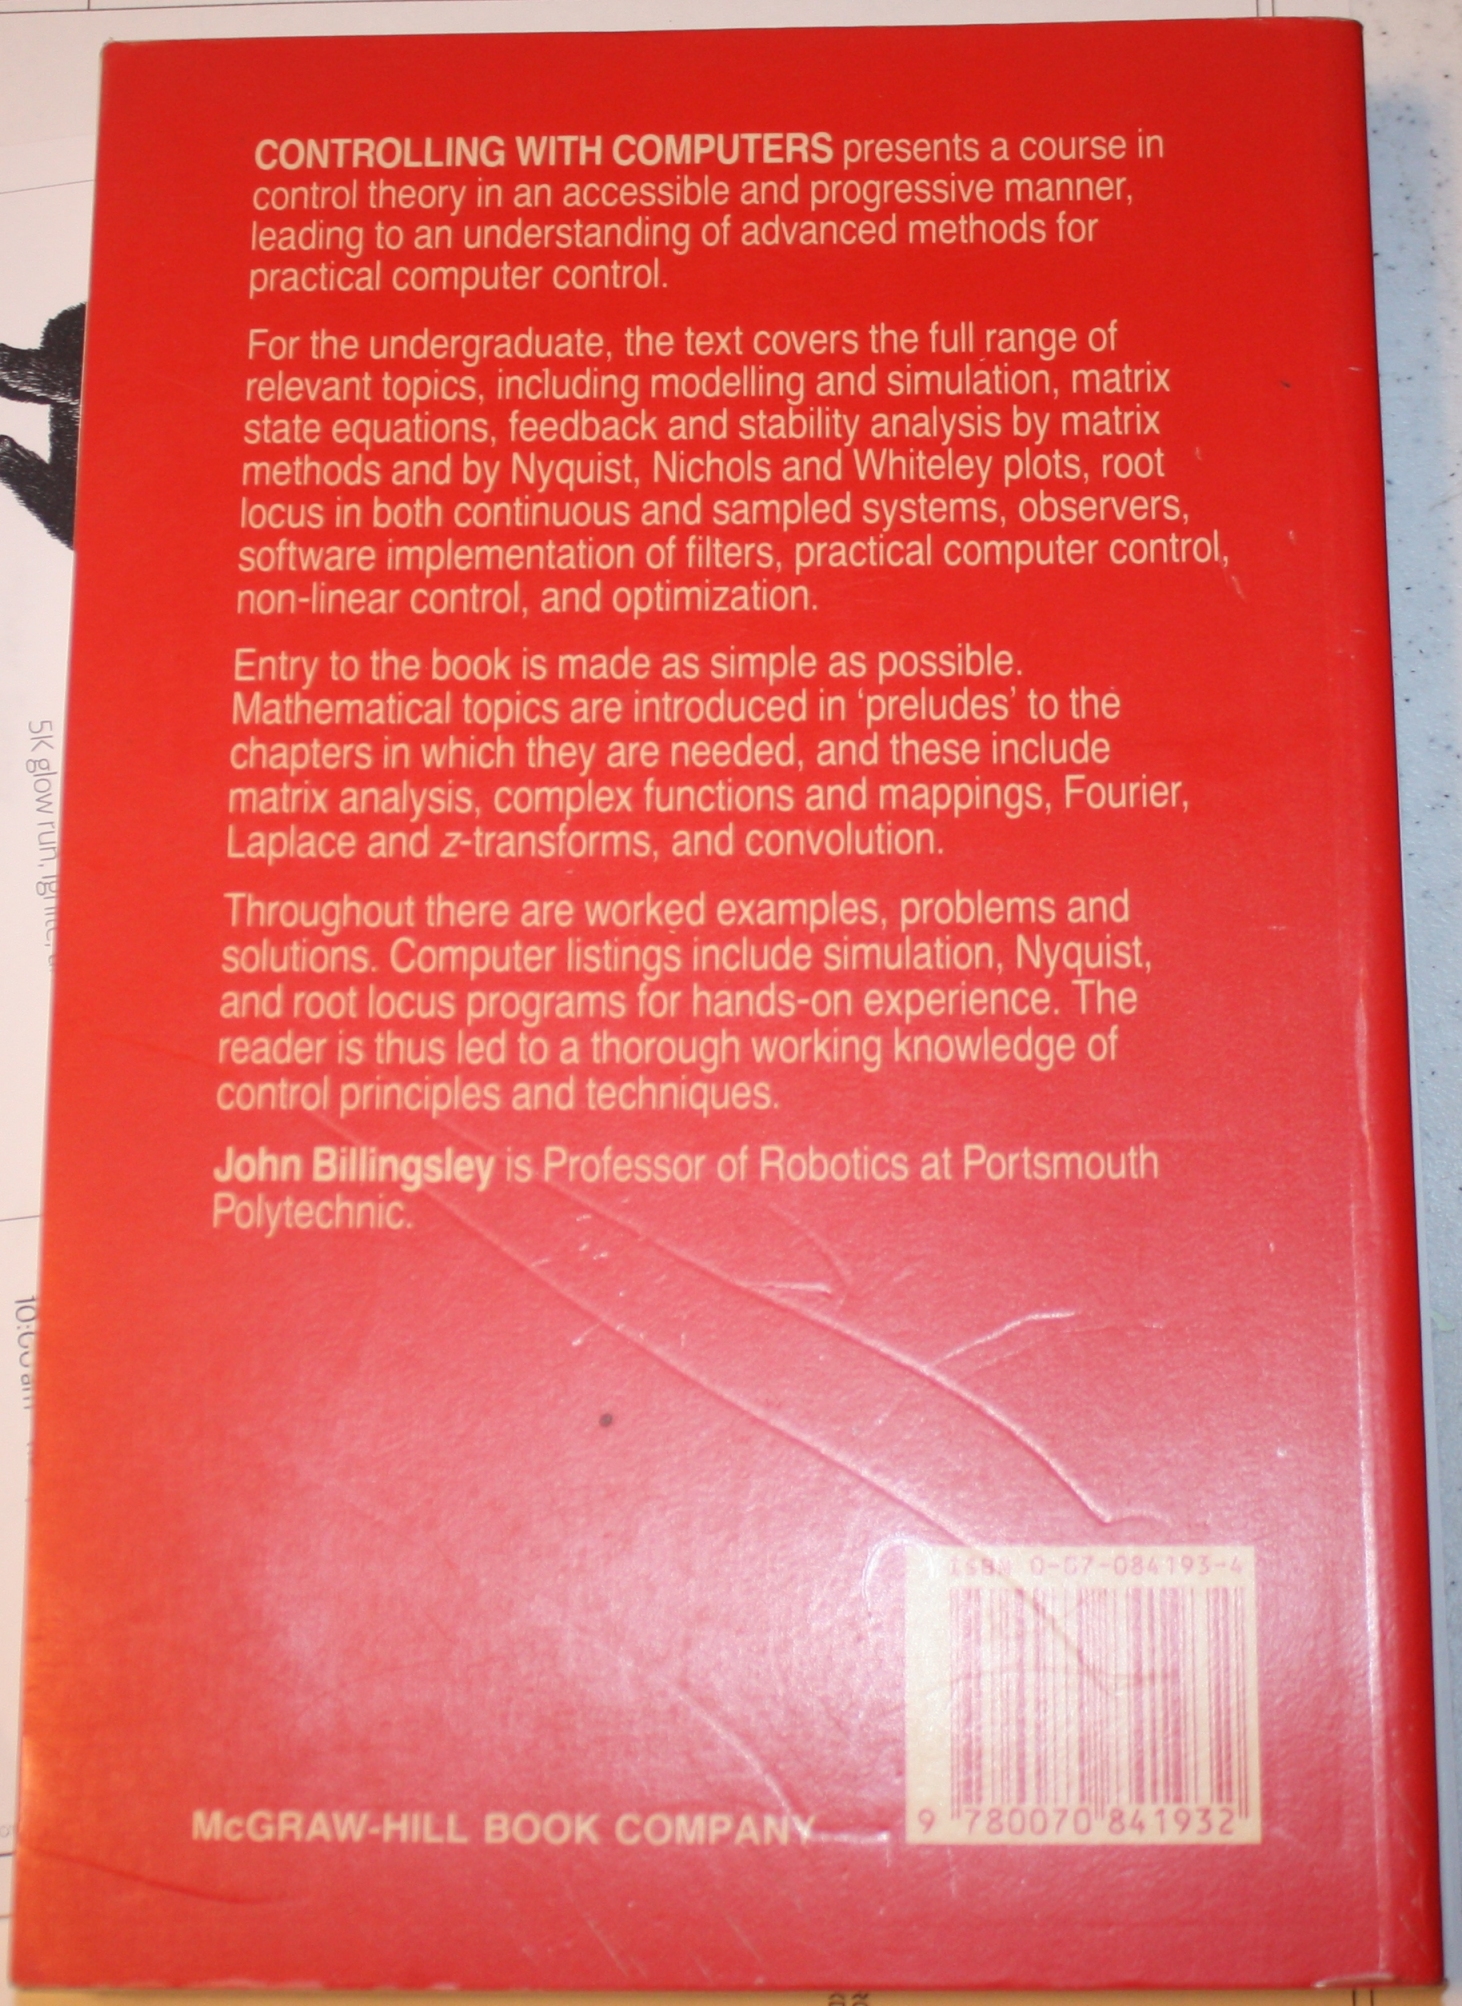 CONTROLLING WITH COMPUTERS presents a course in
control theory in an accessible and progressive manner,
leading to an understanding of advanced methods for
practical computer control.
For the undergraduate, the text covers the full range of
relevant topics, including modelling and simulation, matrix
state equations, feedback and stability analysis by matrix
methods and by Nyquist, Nichols and Whiteley plots, root
locus in both continuous and sampled systems, observers,
software implementation of filters, practical computer control,
non-linear control, and optimization.
Entry to the book is made as simple as possible.
Mathematical topics are introduced in ‘preludes’ to the
chapters in which they are needed, and these include
matrix analysis, complex functions and mappings, Fourier,
Laplace and z-transforms, and convolution.
Throughout there are worked examples, problems and
solutions. Computer listings include simulation, Nyquist,
and root locus programs for hands-on experience. The
reader is thus led to a thorough working knowledge of
control principles and techniques.
John Billingsley is Professor of Robotics at Portsmouth
Polytechnic.
ISBN 0-07-084193-4
9 780070 841932
McGRAW-HILL BOOK COMPANY
5K glow run,